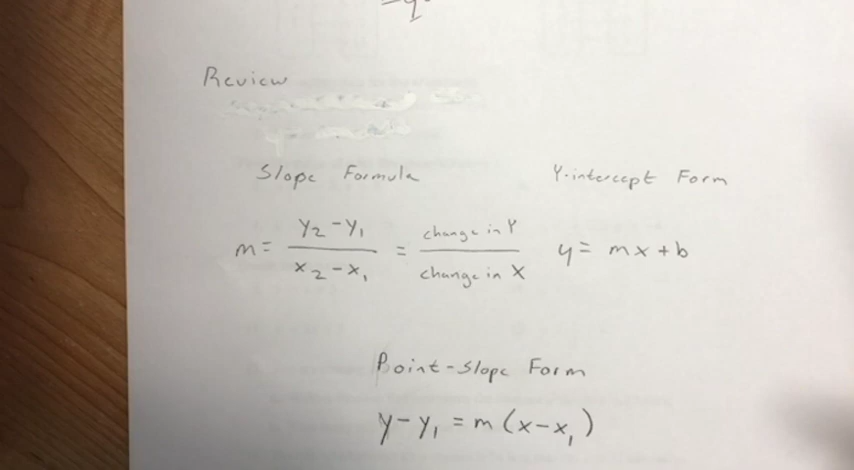 Review
Slope Formula
Y-intercept Form
m = y₂-y₁ / x₂-x₁ = change in Y / change in X
y = mx+b
Point-Slope Form
y-y₁ = m(x-x₁)